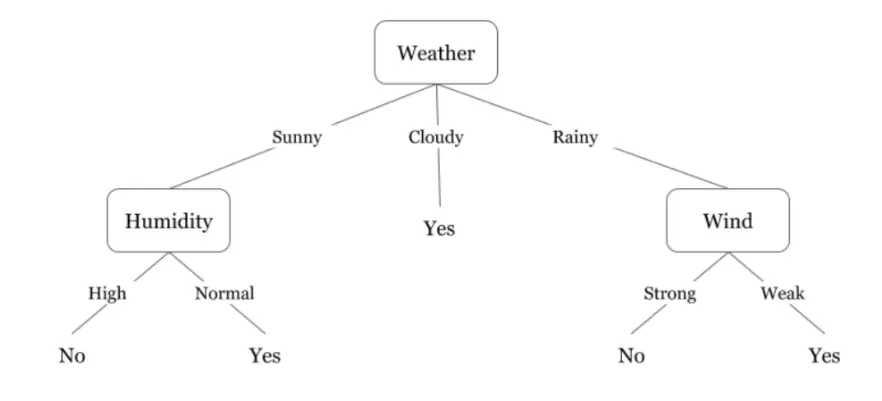 Weather
Sunny Cloudy Rainy
Humidity Yes Wind
High Normal Strong Weak
No Yes No Yes